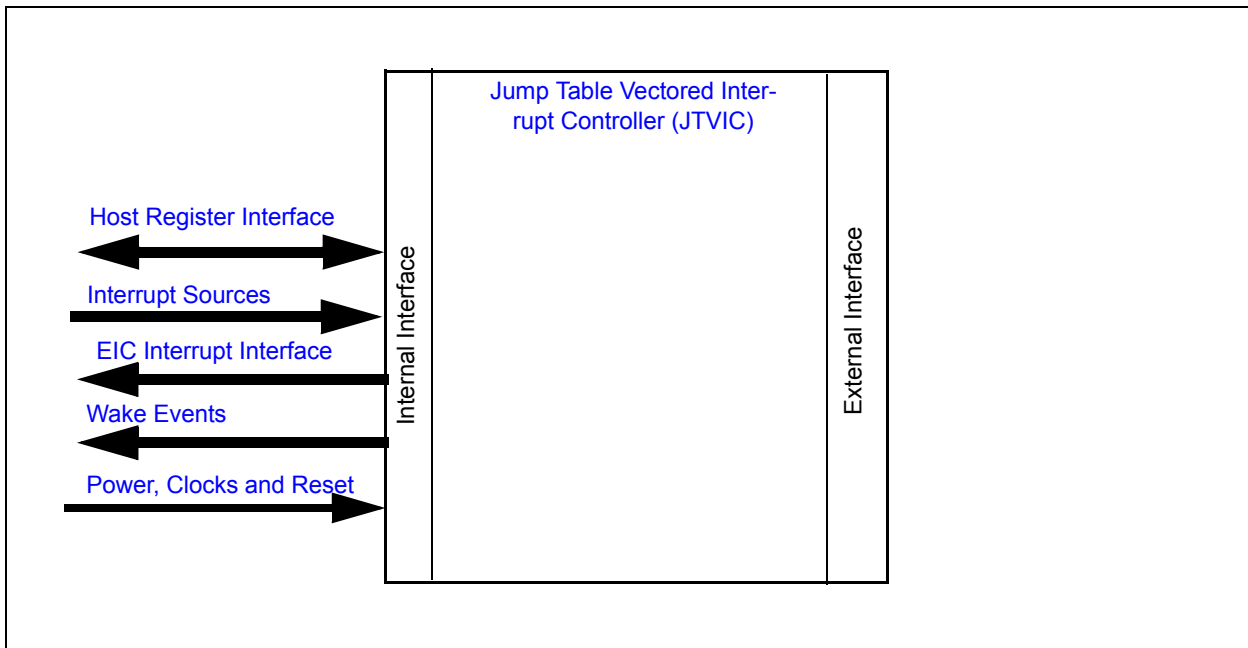 Jump Table Vectored Inter-
rupt Controller (JTVIC)
Host Register Interface
Interrupt Sources
EIC Interrupt Interface
Wake Events
Power, Clocks and Reset
Internal Interface
External Interface